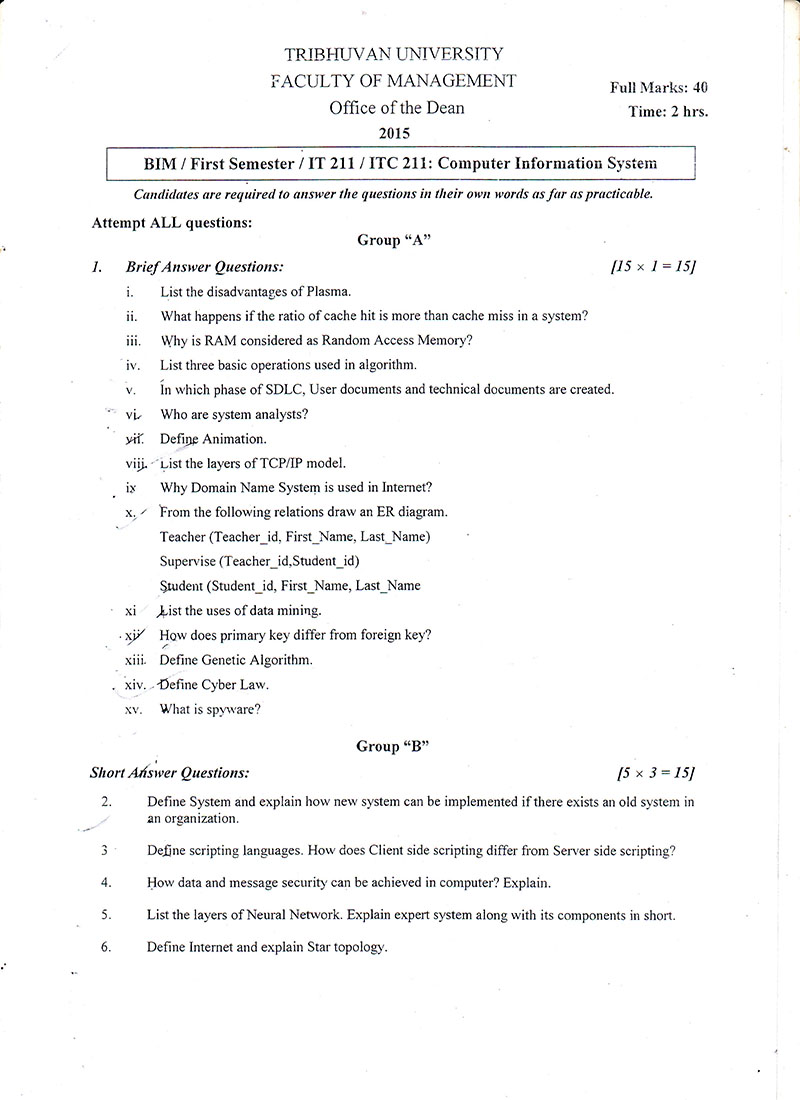 TRIBHUVAN UNIVERSITY
FACULTY OF MANAGEMENT
Office of the Dean
2015
Full Marks: 40
Time: 2 hrs.
BIM / First Semester / IT 211 / ITC 211: Computer Information System
Candidates are required to answer the questions in their own words as far as practicable.
Attempt ALL questions:
Group “A”
1. Brief Answer Questions: [15 × 1 = 15]
i. List the disadvantages of Plasma.
ii. What happens if the ratio of cache hit is more than cache miss in a system?
iii. Why is RAM considered as Random Access Memory?
iv. List three basic operations used in algorithm.
v. In which phase of SDLC, User documents and technical documents are created.
vi. Who are system analysts?
vii. Define Animation.
viii. List the layers of TCP/IP model.
ix Why Domain Name System is used in Internet?
x. From the following relations draw an ER diagram.
Teacher (Teacher_id, First_Name, Last_Name)
Supervise (Teacher_id,Student_id)
Student (Student_id, First_Name, Last_Name
xi List the uses of data mining.
xii How does primary key differ from foreign key?
xiii. Define Genetic Algorithm.
xiv. Define Cyber Law.
xv. What is spyware?
Group “B”
Short Answer Questions: [5 × 3 = 15]
2. Define System and explain how new system can be implemented if there exists an old system in
an organization.
3 Define scripting languages. How does Client side scripting differ from Server side scripting?
4. How data and message security can be achieved in computer? Explain.
5. List the layers of Neural Network. Explain expert system along with its components in short.
6. Define Internet and explain Star topology.